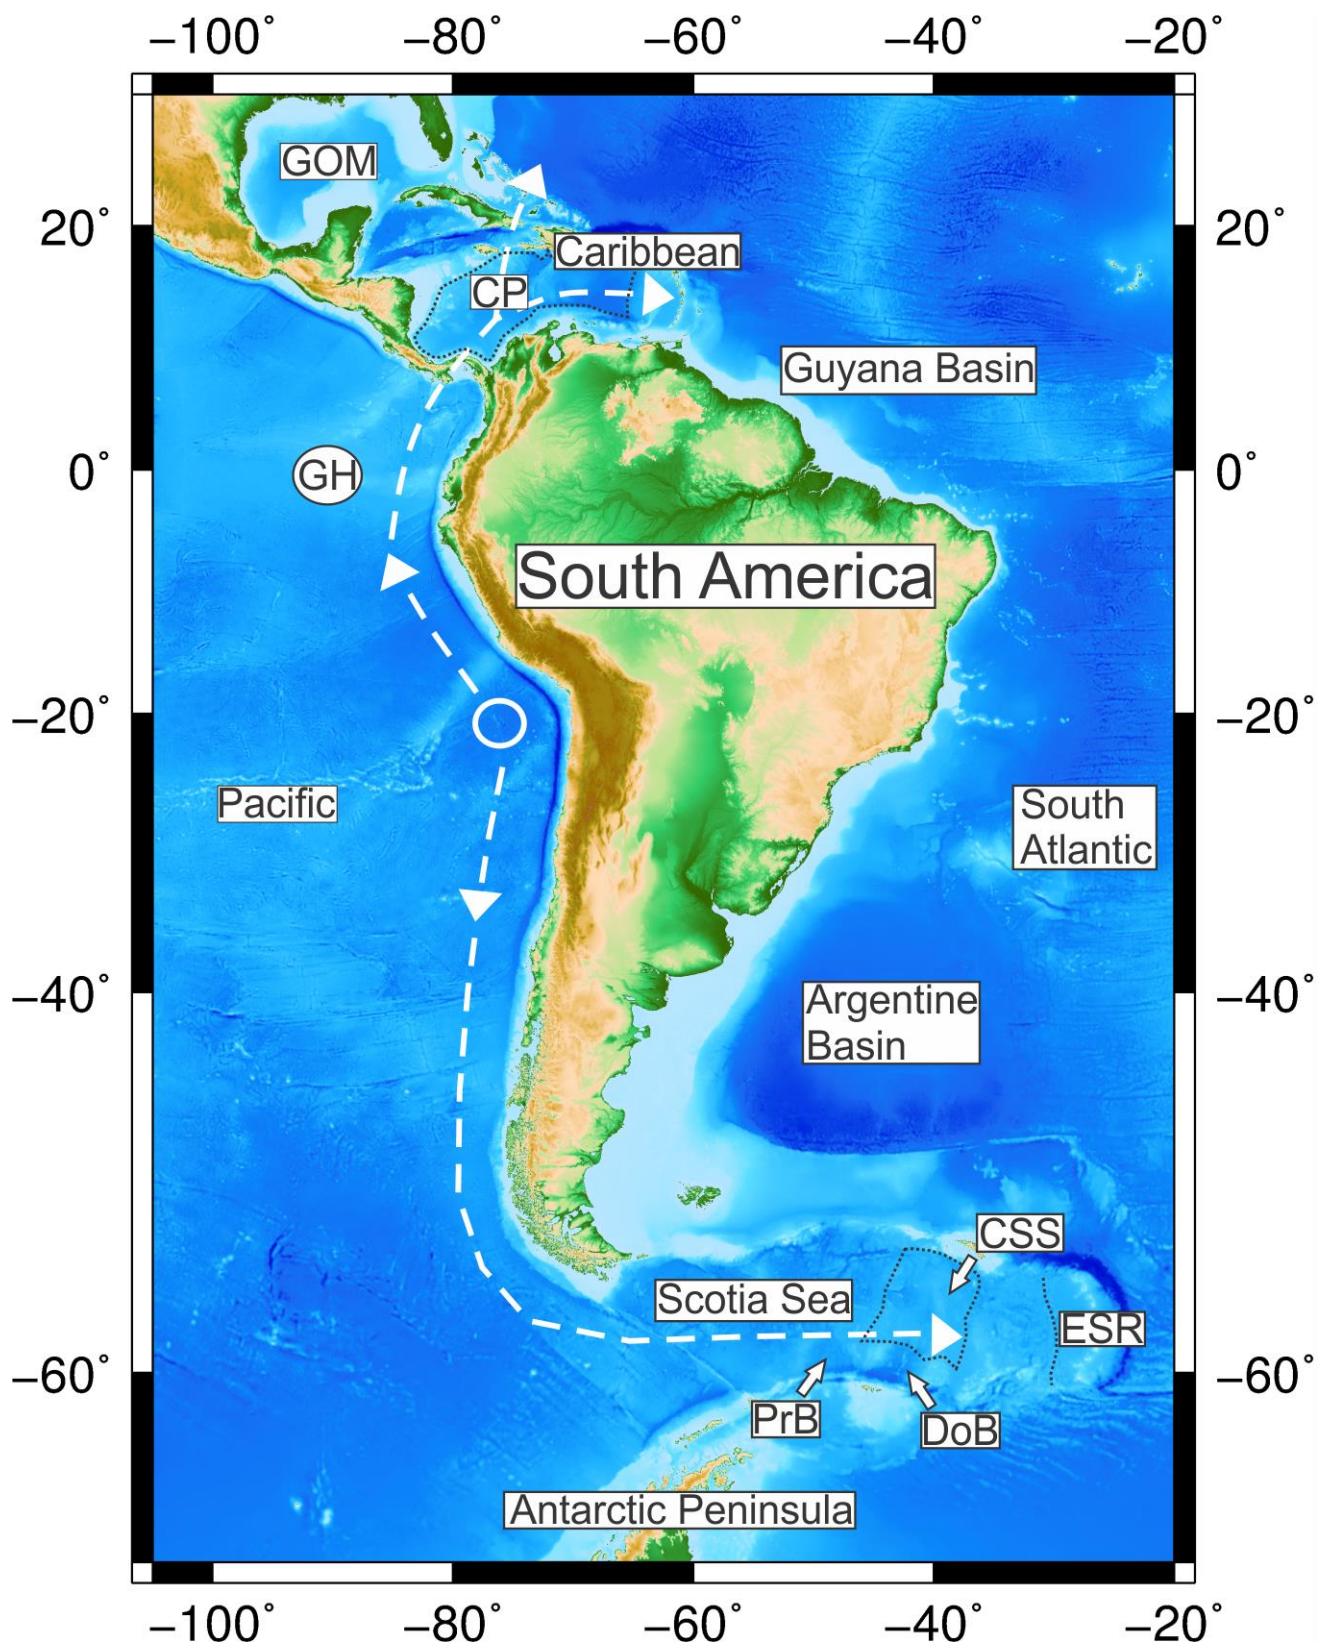 −100° −80° −60° −40° −20°
GOM
20° 20°
Caribbean
CP
Guyana Basin
0° GH 0°
South America
−20° −20°
Pacific
South
Atlantic
−40° −40°
Argentine
Basin
CSS
Scotia Sea
ESR
−60° −60°
PrB
DoB
Antarctic Peninsula
−100° −80° −60° −40° −20°